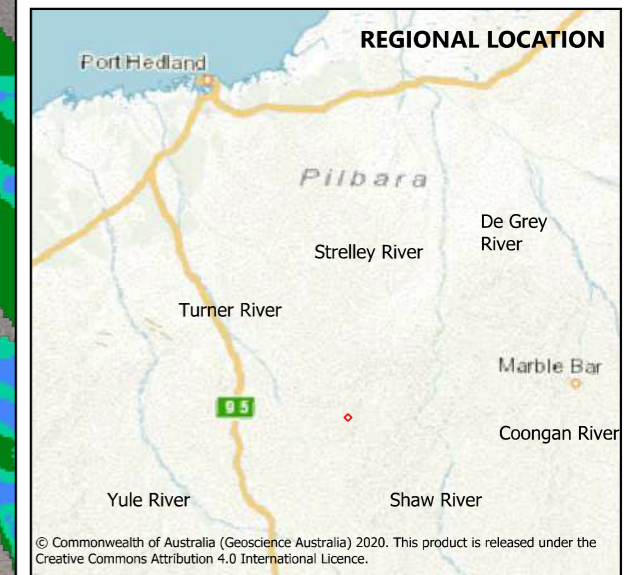 REGIONAL LOCATION
Port Hedland
Pilbara
De Grey
River
Strelley River
Turner River
Marble Bar
95
Coongan River
Yule River
Shaw River
© Commonwealth of Australia (Geoscience Australia) 2020. This product is released under the
Creative Commons Attribution 4.0 International Licence.